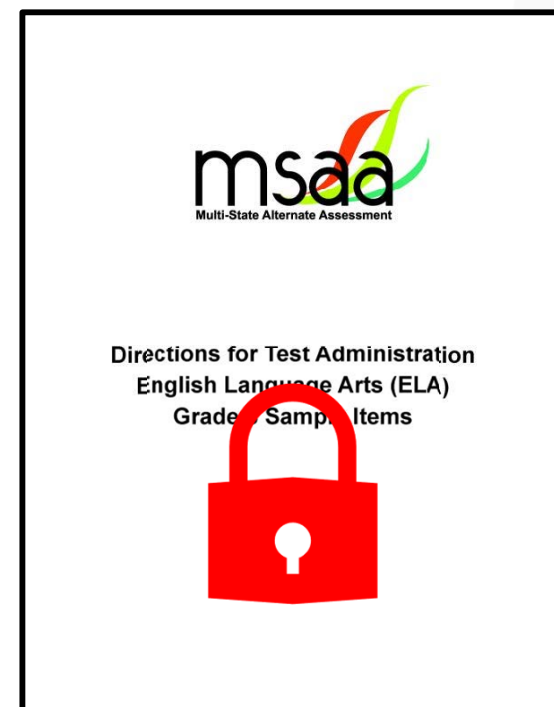 msaa
Multi-State Alternate Assessment
Directions for Test Administration
English Language Arts (ELA)
Grade Sample Items